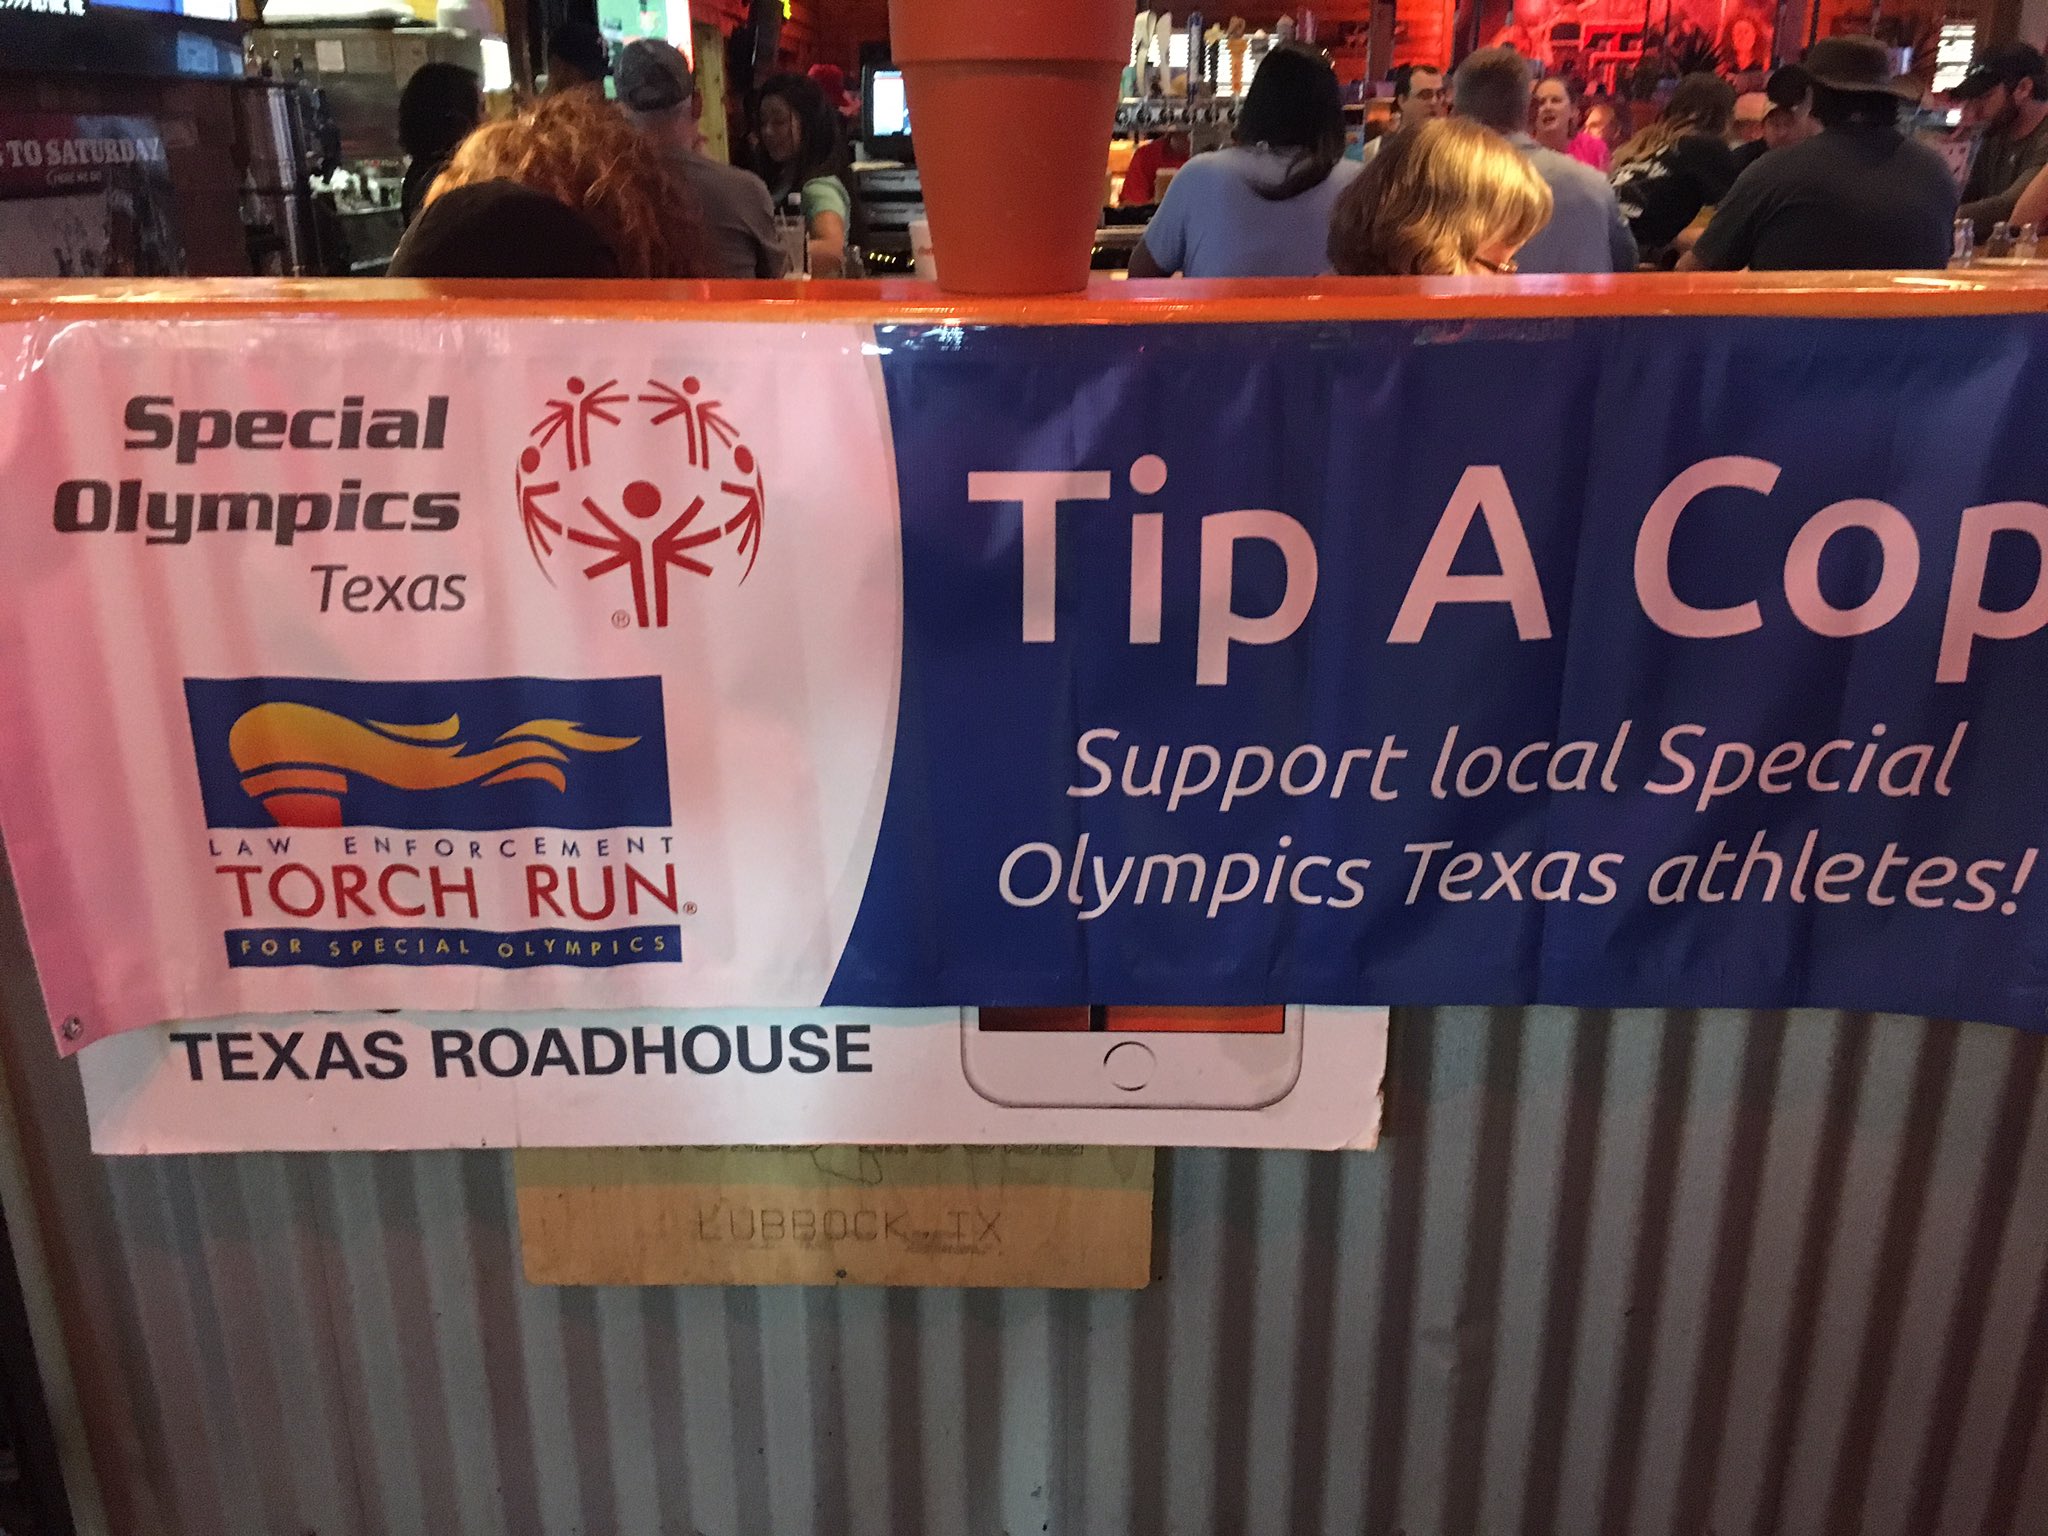 TO SATURDAY
Special
Olympics
Texas
®
LAW ENFORCEMENT
TORCH RUN®
FOR SPECIAL OLYMPICS
Tip A Cop
Support local Special
Olympics Texas athletes!
TEXAS ROADHOUSE
LUBBOCK, TX